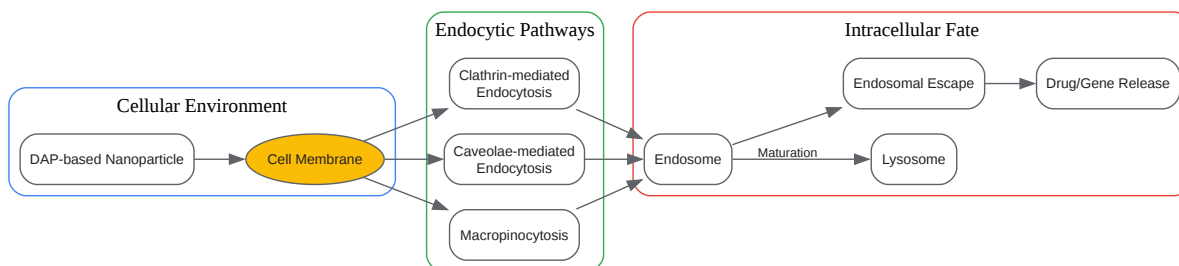 Cellular Environment
DAP-based Nanoparticle
Cell Membrane
Endocytic Pathways
Clathrin-mediated
Endocytosis
Caveolae-mediated
Endocytosis
Macropinocytosis
Intracellular Fate
Endosome
Maturation
Endosomal Escape
Drug/Gene Release
Lysosome